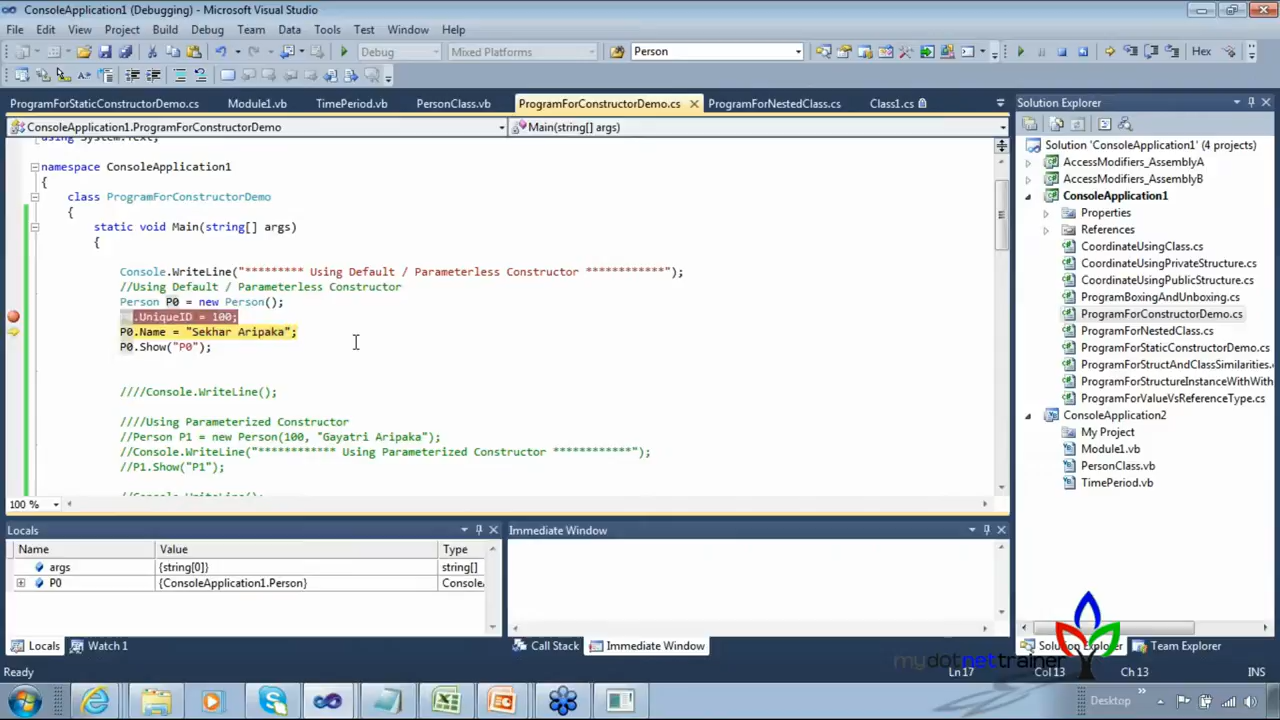 ConsoleApplication1 (Debugging) - Microsoft Visual Studio
File Edit View Project Build Debug Team Data Tools Test Window Help
Debug Mixed Platforms Person Hex
ProgramForStaticConstructorDemo.cs Module1.vb TimePeriod.vb PersonClass.vb ProgramForConstructorDemo.cs ProgramForNestedClass.cs Class1.cs
ConsoleApplication1.ProgramForConstructorDemo Main(string[] args)
using System.Text;
namespace ConsoleApplication1
{
class ProgramForConstructorDemo
{
static void Main(string[] args)
{
Console.WriteLine("********* Using Default / Parameterless Constructor ************");
//Using Default / Parameterless Constructor
Person P0 = new Person();
.UniqueID = 100;
P0.Name = "Sekhar Aripaka";
P0.Show("P0");
////Console.WriteLine();
////Using Parameterized Constructor
//Person P1 = new Person(100, "Gayatri Aripaka");
//Console.WriteLine("************ Using Parameterized Constructor ************");
//P1.Show("P1");
//Console.WriteLine();
100 %
Solution Explorer
Solution 'ConsoleApplication1' (4 projects)
AccessModifiers_AssemblyA
AccessModifiers_AssemblyB
ConsoleApplication1
Properties
References
CoordinateUsingClass.cs
CoordinateUsingPrivateStructure.cs
CoordinateUsingPublicStructure.cs
ProgramBoxingAndUnboxing.cs
ProgramForConstructorDemo.cs
ProgramForNestedClass.cs
ProgramForStaticConstructorDemo.cs
ProgramForStructAndClassSimilarities.
ProgramForStructureInstanceWithWith
ProgramForValueVsReferenceType.cs
ConsoleApplication2
My Project
Module1.vb
PersonClass.vb
TimePeriod.vb
Locals
Name Value Type
args {string[0]} string[]
P0 {ConsoleApplication1.Person} Console
Locals Watch 1
Immediate Window
Call Stack Immediate Window
Solution Explorer Team Explorer
mydotnettrainer
Ready Ln 17 Col 13 Ch 13 INS
Desktop